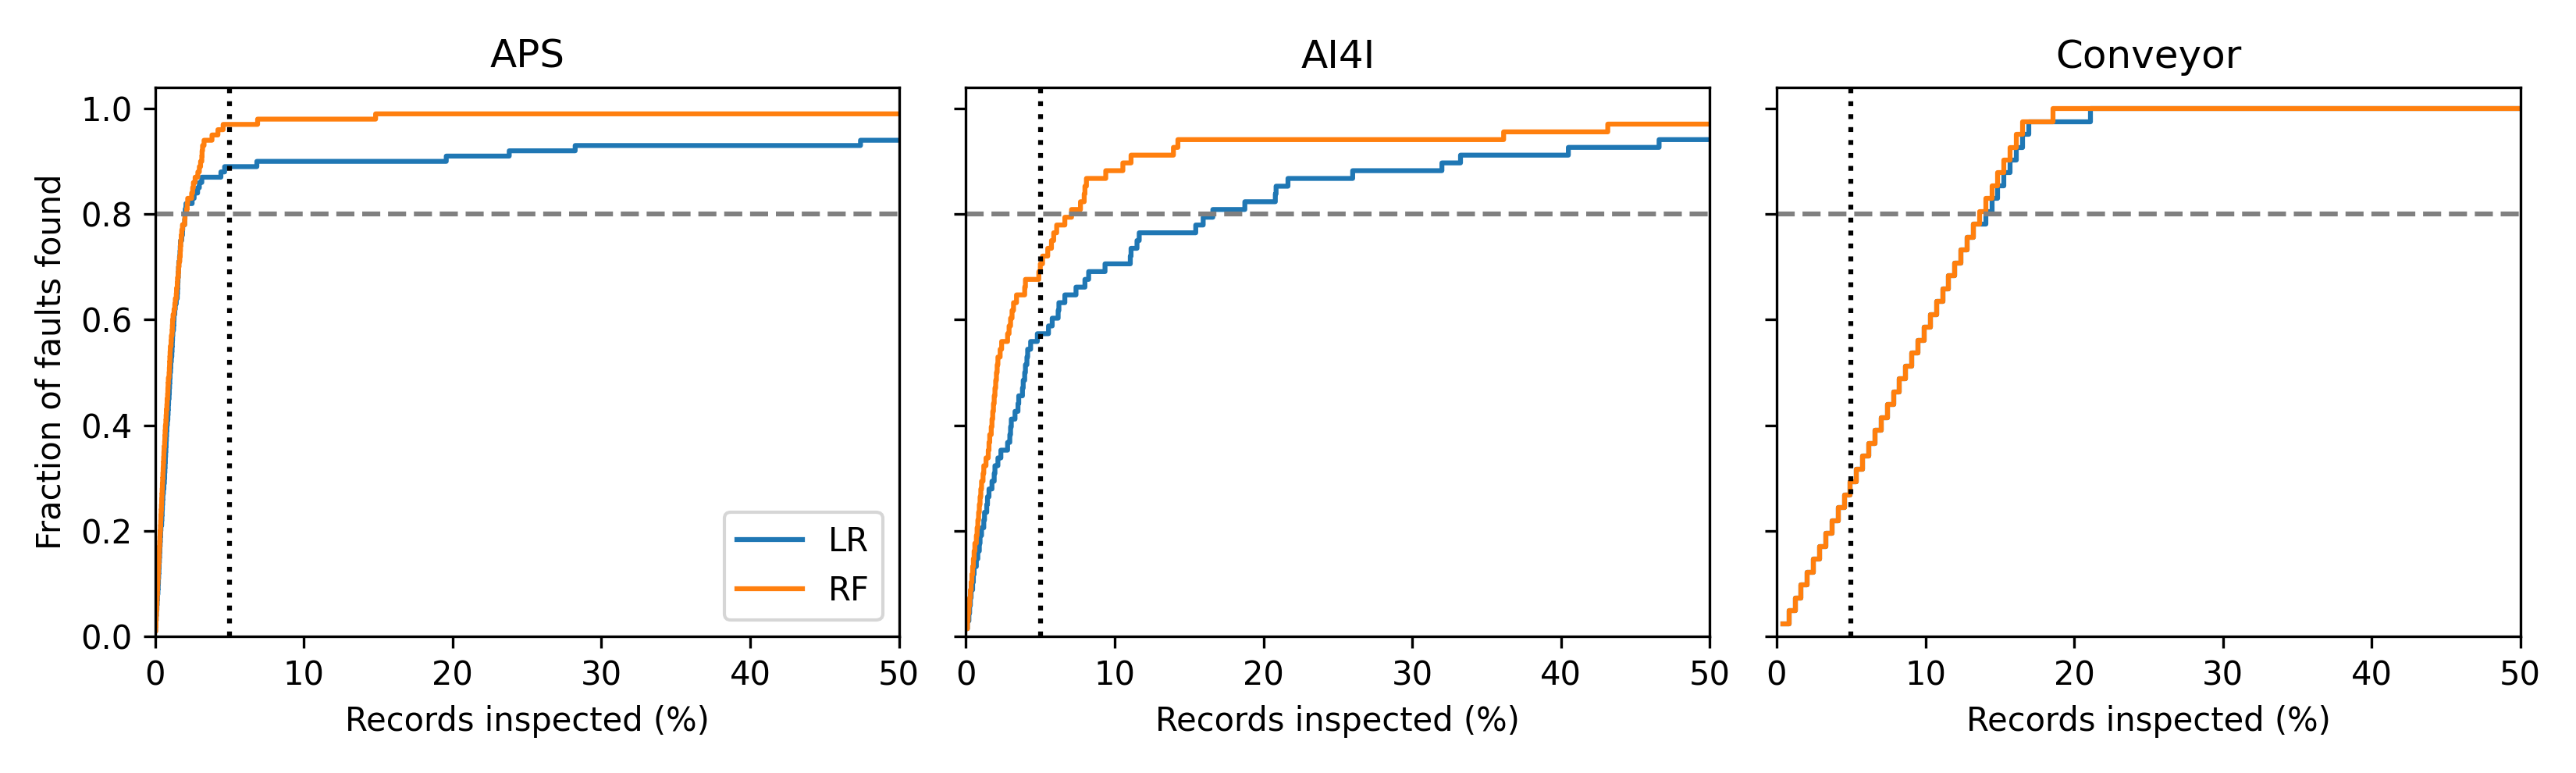 APS
AI4I
Conveyor
Fraction of faults found
1.0
0.8
0.6
0.4
0.2
0.0
LR
RF
0 10 20 30 40 50
0 10 20 30 40 50
0 10 20 30 40 50
Records inspected (%)
Records inspected (%)
Records inspected (%)